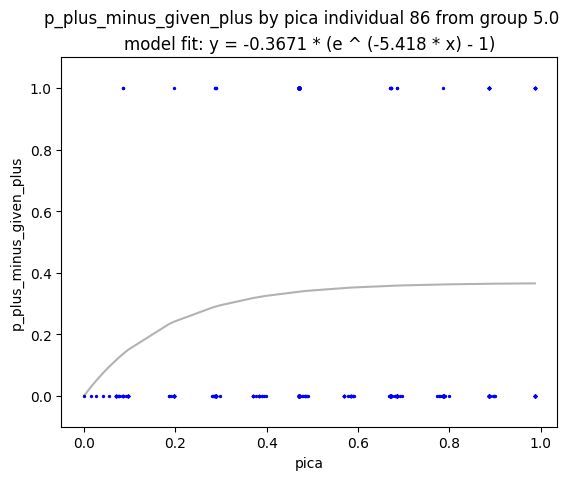 p_plus_minus_given_plus by pica individual 86 from group 5.0
model fit: y = -0.3671 * (e ^ (-5.418 * x) - 1)
p_plus_minus_given_plus
1.0
0.8
0.6
0.4
0.2
0.0
0.0 0.2 0.4 0.6 0.8 1.0
pica